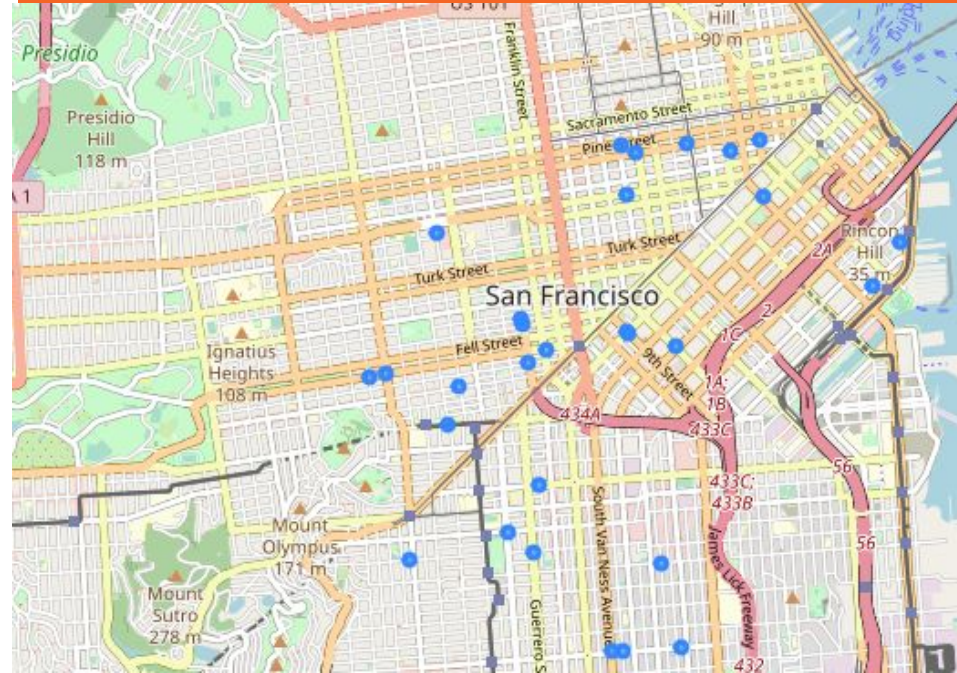 US 101
Hill
90 m
Presidio
Franklin Street
Presidio
Hill
118 m
Sacramento Street
Pine Street
A 1
Rincon
Hill
35 m
Turk Street
2A
Turk Street
San Francisco
2
1C
Fell Street
Ignatius
Heights
108 m
9th Street
1A;
1B
434A
433C
56
433C;
433B
South Van Ness Avenue
James Lick Freeway
Mount
Olympus
171 m
56
Mount
Sutro
278 m
Guerrero S
432
1